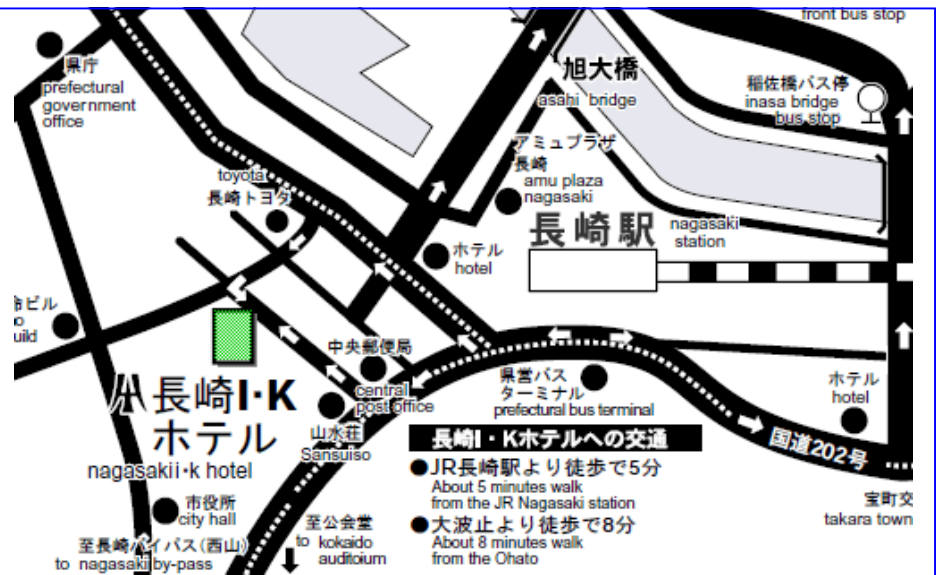 front bus stop
県庁
prefectural
government
office
旭大橋
asahi bridge
稲佐橋バス停
inasa bridge
bus stop
アミュプラザ
長崎
amu plaza
nagasaki
toyota
長崎トヨタ
長崎駅
nagasaki
station
ホテル
hotel
命ビル
uild
中央郵便局
central
post office
県営バス
ターミナル
prefectural bus terminal
ホテル
hotel
長崎I・K
ホテル
nagasaki i・k hotel
山水荘
Sansuiso
国道202号
長崎I・Kホテルへの交通
●JR長崎駅より徒歩で5分
About 5 minutes walk
from the JR Nagasaki station
●大波止より徒歩で8分
About 8 minutes walk
from the Ohato
市役所
city hall
至公会堂
to kokaido
auditoium
至長崎バイパス(西山)
to nagasaki by-pass
宝町交
takara town